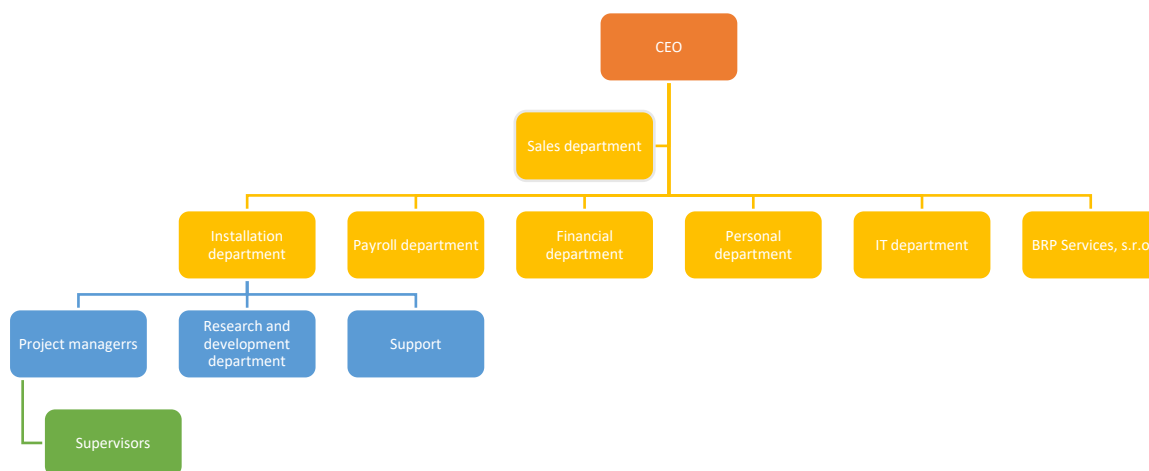 CEO
Sales department
Installation
department
Payroll department
Financial
department
Personal
department
IT department
BRP Services, s.r.o
Project managerrs
Research and
development
department
Support
Supervisors